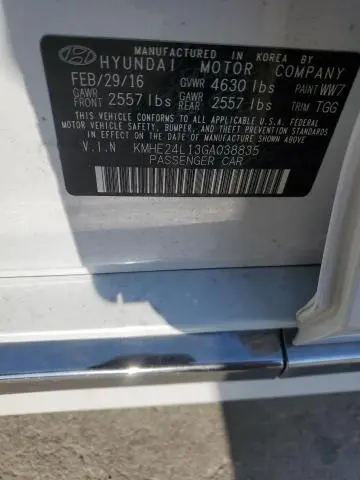 MANUFACTURED IN KOREA BY
HYUNDAI MOTOR COMPANY
FEB/29/16 GVWR 4630 lbs PAINT WW7
GAWR FRONT 2557 lbs GAWR REAR 2557 lbs TRIM TGG
THIS VEHICLE CONFORMS TO ALL APPLICABLE U.S.A. FEDERAL
MOTOR VEHICLE SAFETY, BUMPER, AND THEFT PREVENTION
STANDARDS IN EFFECT ON THE DATE OF MANUFACTURE SHOWN ABOVE.
V.I.N KMHE24L13GA038835
PASSENGER CAR